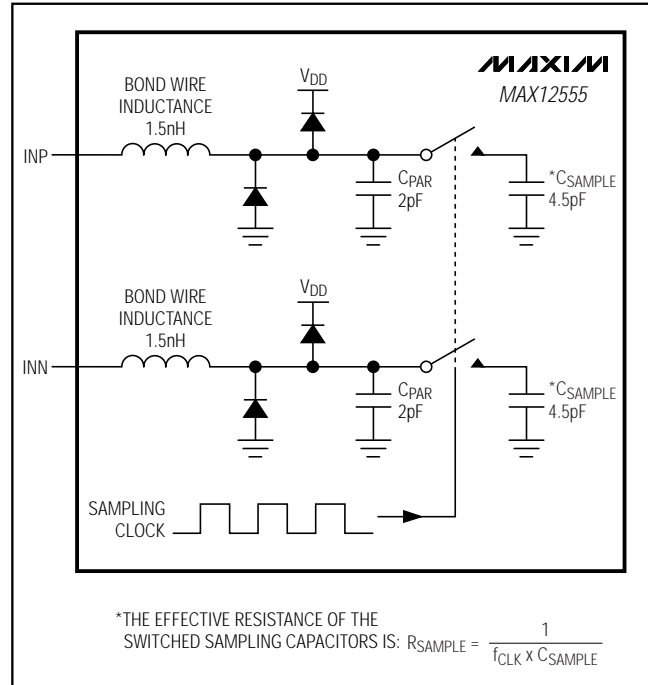 MAXIM
MAX12555
BOND WIRE
INDUCTANCE
1.5nH
VDD
INP
CPAR
2pF
*CSAMPLE
4.5pF
BOND WIRE
INDUCTANCE
1.5nH
VDD
INN
CPAR
2pF
*CSAMPLE
4.5pF
SAMPLING
CLOCK
*THE EFFECTIVE RESISTANCE OF THE
SWITCHED SAMPLING CAPACITORS IS: RSAMPLE = 1
fCLK x CSAMPLE